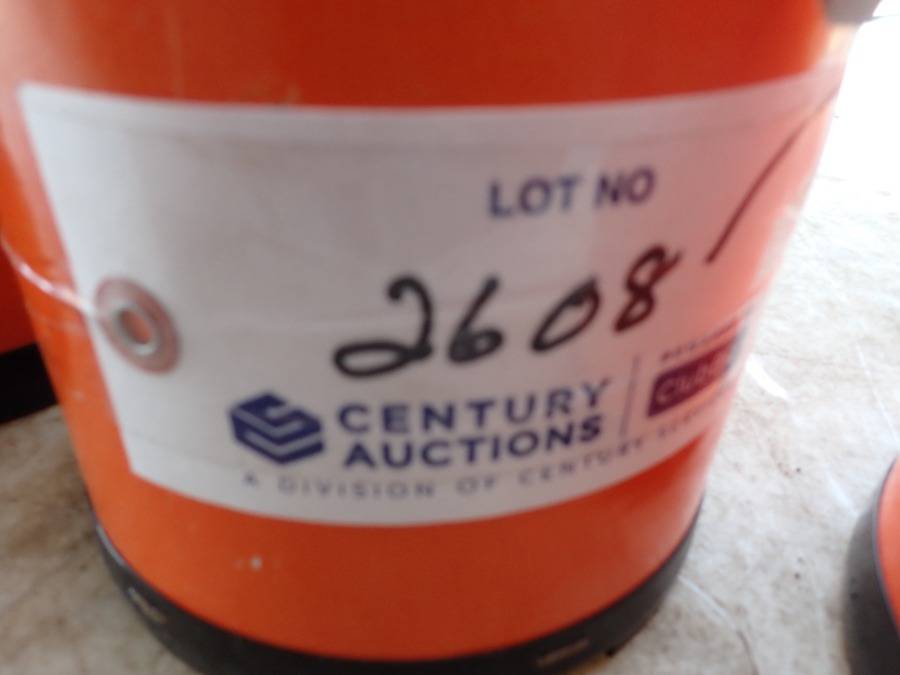 LOT NO
2608
CENTURY
AUCTIONS
A DIVISION OF CENTURY